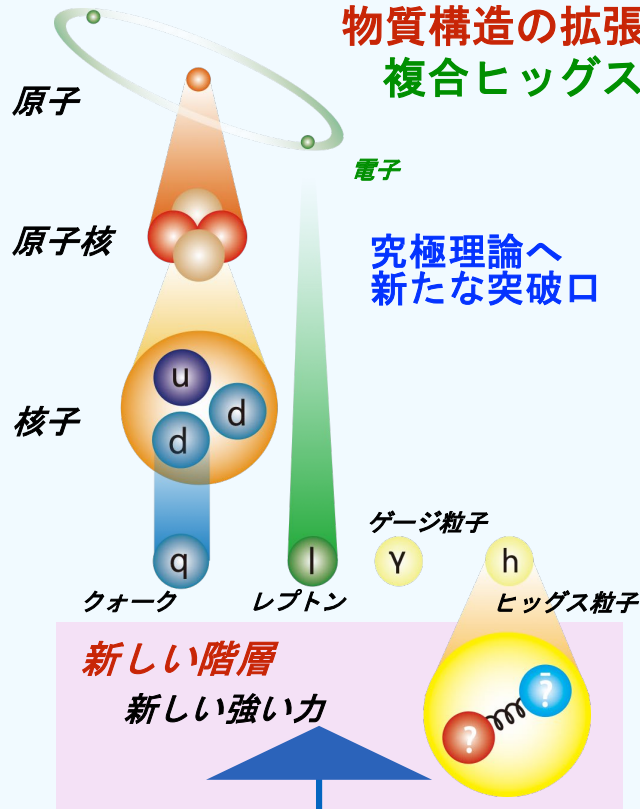 物質構造の拡張
複合ヒッグス
原子
電子
原子核
究極理論へ
新たな突破口
u
d
d
核子
ゲージ粒子
q
l
γ
h
クォーク
レプトン
ヒッグス粒子
新しい階層
新しい強い力
?
?̄